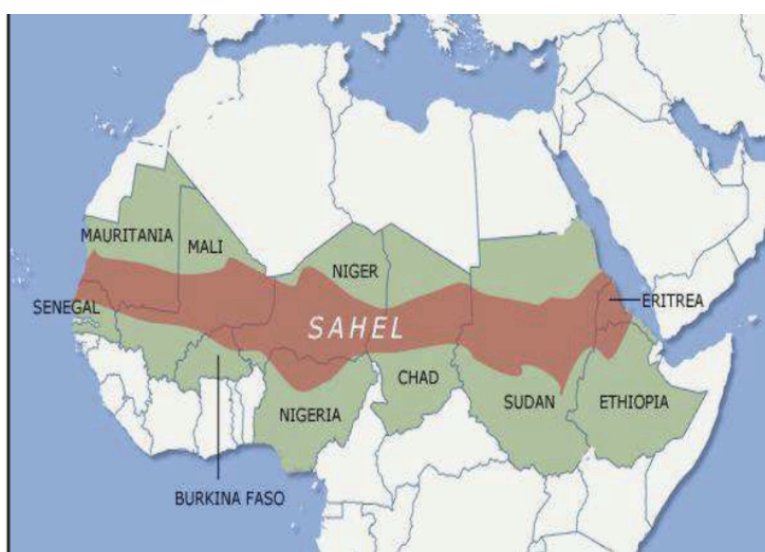 MAURITANIA
MALI
NIGER
SENEGAL
SAHEL
ERITREA
CHAD
NIGERIA
SUDAN
ETHIOPIA
BURKINA FASO